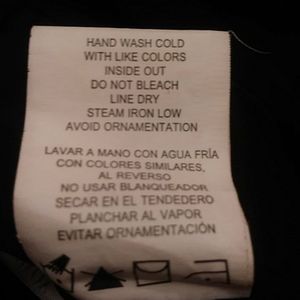 HAND WASH COLD
WITH LIKE COLORS
INSIDE OUT
DO NOT BLEACH
LINE DRY
STEAM IRON LOW
AVOID ORNAMENTATION
LAVAR A MANO CON AGUA FRÍA
CON COLORES SIMILARES,
AL REVERSO
NO USAR BLANQUEADOR
SECAR EN EL TENDEDERO
PLANCHAR AL VAPOR
EVITAR ORNAMENTACIÓN